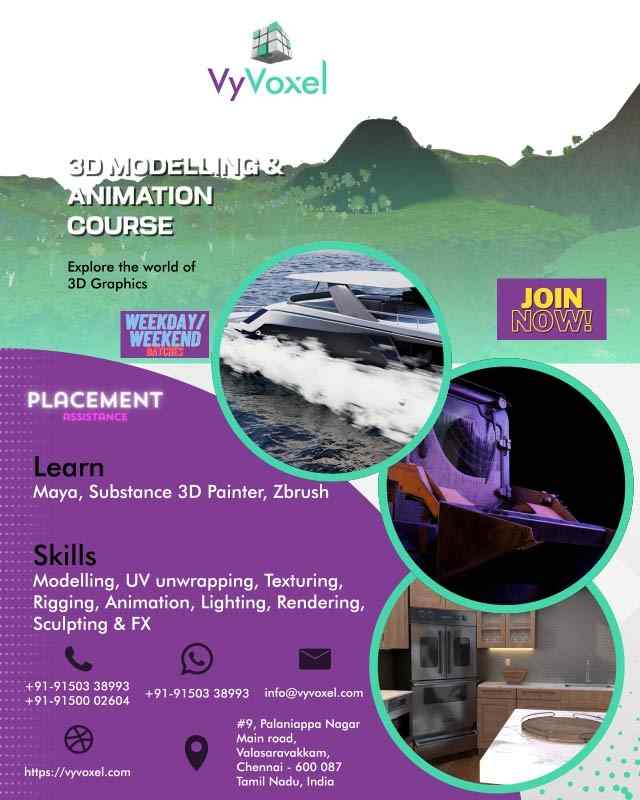 VyVoxel
3D MODELLING &
ANIMATION
COURSE
Explore the world of
3D Graphics
JOIN
NOW!
WEEKDAY/
WEEKEND
BATCHES
PLACEMENT
ASSISTANCE
Learn
Maya, Substance 3D Painter, Zbrush
Skills
Modelling, UV unwrapping, Texturing,
Rigging, Animation, Lighting, Rendering,
Sculpting & FX
+91-91503 38993
+91-91500 02604
+91-91503 38993
info@vyvoxel.com
https://vyvoxel.com
#9, Palaniappa Nagar
Main road,
Valasaravakkam,
Chennai - 600 087
Tamil Nadu, India